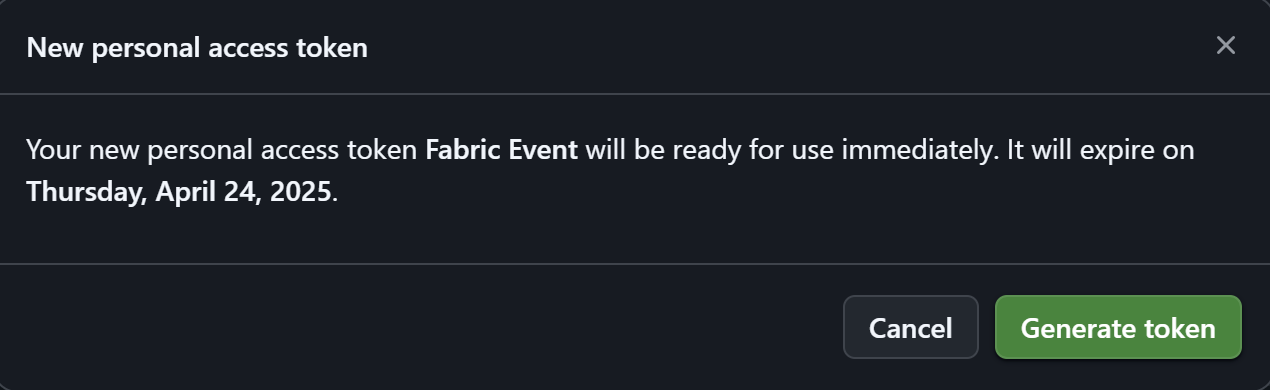 New personal access token
Your new personal access token Fabric Event will be ready for use immediately. It will expire on
Thursday, April 24, 2025.
Cancel
Generate token